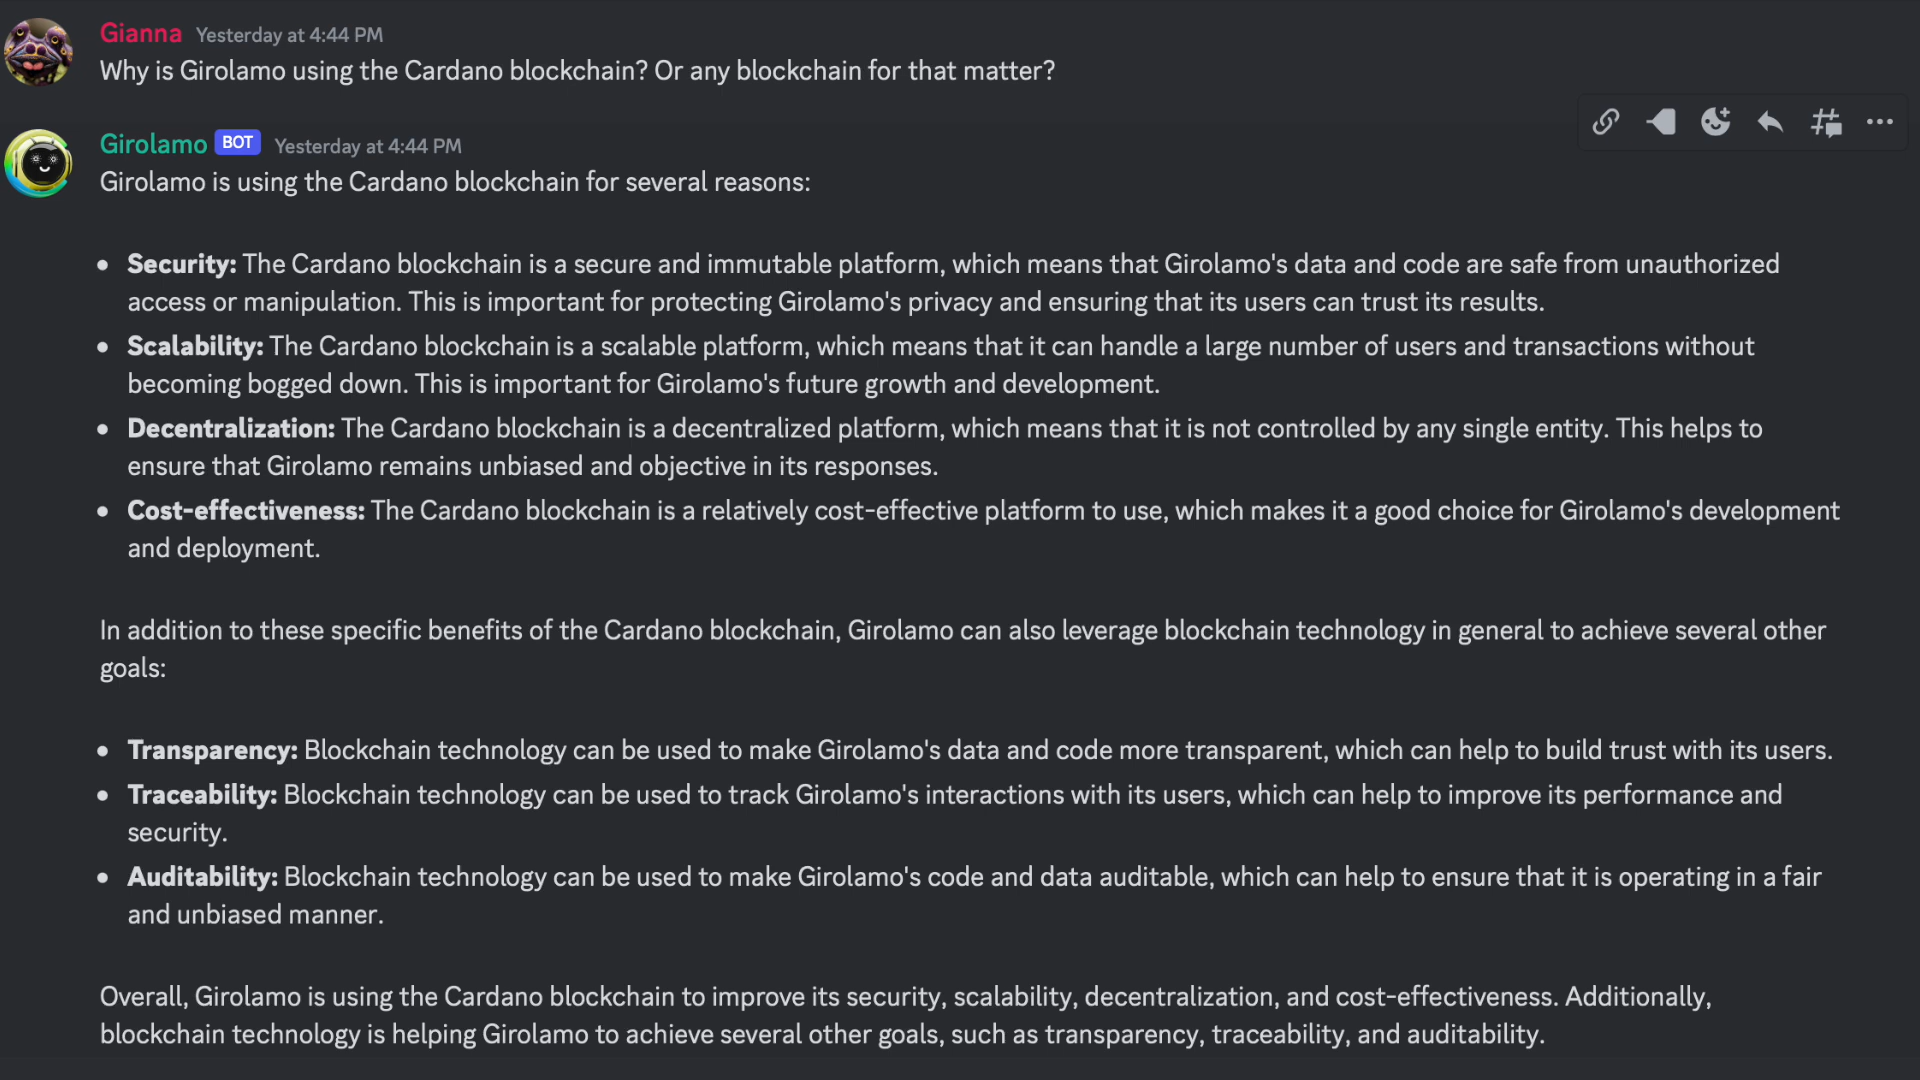 Gianna Yesterday at 4:44 PM
Why is Girolamo using the Cardano blockchain? Or any blockchain for that matter?
Girolamo BOT Yesterday at 4:44 PM
Girolamo is using the Cardano blockchain for several reasons:
• Security: The Cardano blockchain is a secure and immutable platform, which means that Girolamo's data and code are safe from unauthorized
access or manipulation. This is important for protecting Girolamo's privacy and ensuring that its users can trust its results.
• Scalability: The Cardano blockchain is a scalable platform, which means that it can handle a large number of users and transactions without
becoming bogged down. This is important for Girolamo's future growth and development.
• Decentralization: The Cardano blockchain is a decentralized platform, which means that it is not controlled by any single entity. This helps to
ensure that Girolamo remains unbiased and objective in its responses.
• Cost-effectiveness: The Cardano blockchain is a relatively cost-effective platform to use, which makes it a good choice for Girolamo's development
and deployment.
In addition to these specific benefits of the Cardano blockchain, Girolamo can also leverage blockchain technology in general to achieve several other
goals:
• Transparency: Blockchain technology can be used to make Girolamo's data and code more transparent, which can help to build trust with its users.
• Traceability: Blockchain technology can be used to track Girolamo's interactions with its users, which can help to improve its performance and
security.
• Auditability: Blockchain technology can be used to make Girolamo's code and data auditable, which can help to ensure that it is operating in a fair
and unbiased manner.
Overall, Girolamo is using the Cardano blockchain to improve its security, scalability, decentralization, and cost-effectiveness. Additionally,
blockchain technology is helping Girolamo to achieve several other goals, such as transparency, traceability, and auditability.